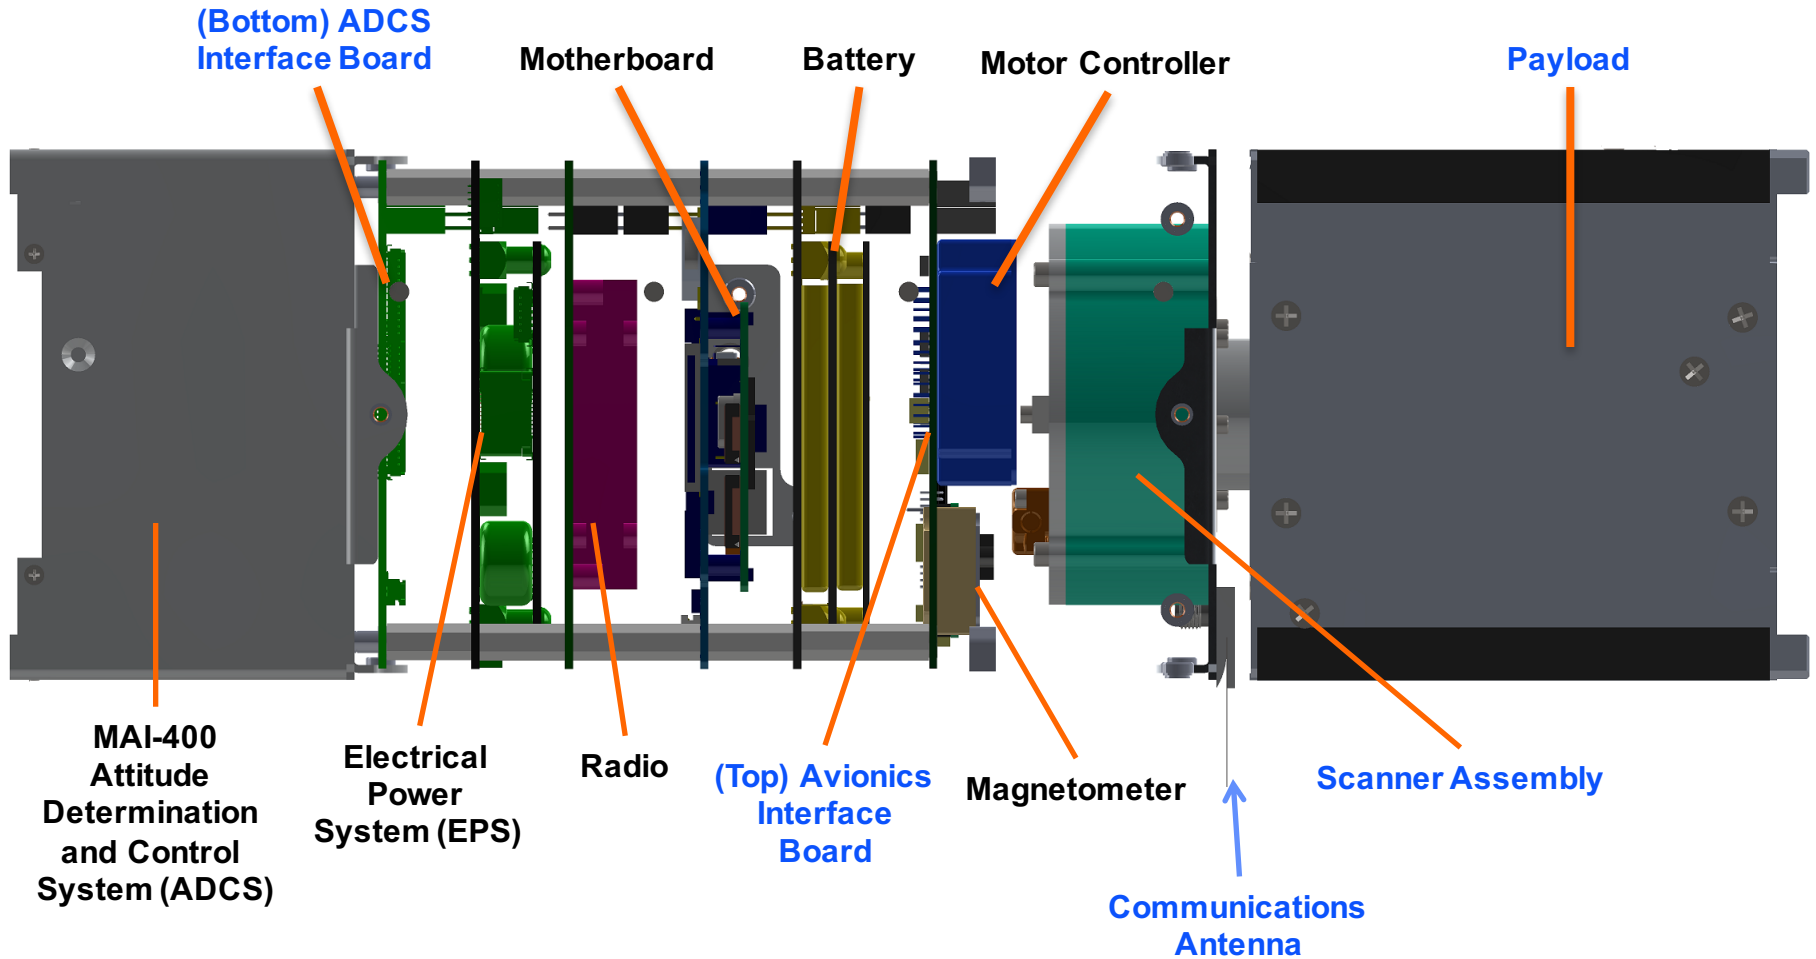 (Bottom) ADCS
Interface Board
Motherboard
Battery
Motor Controller
Payload
MAI-400
Attitude
Determination
and Control
System (ADCS)
Electrical
Power
System (EPS)
Radio
(Top) Avionics
Interface
Board
Magnetometer
Scanner Assembly
Communications
Antenna